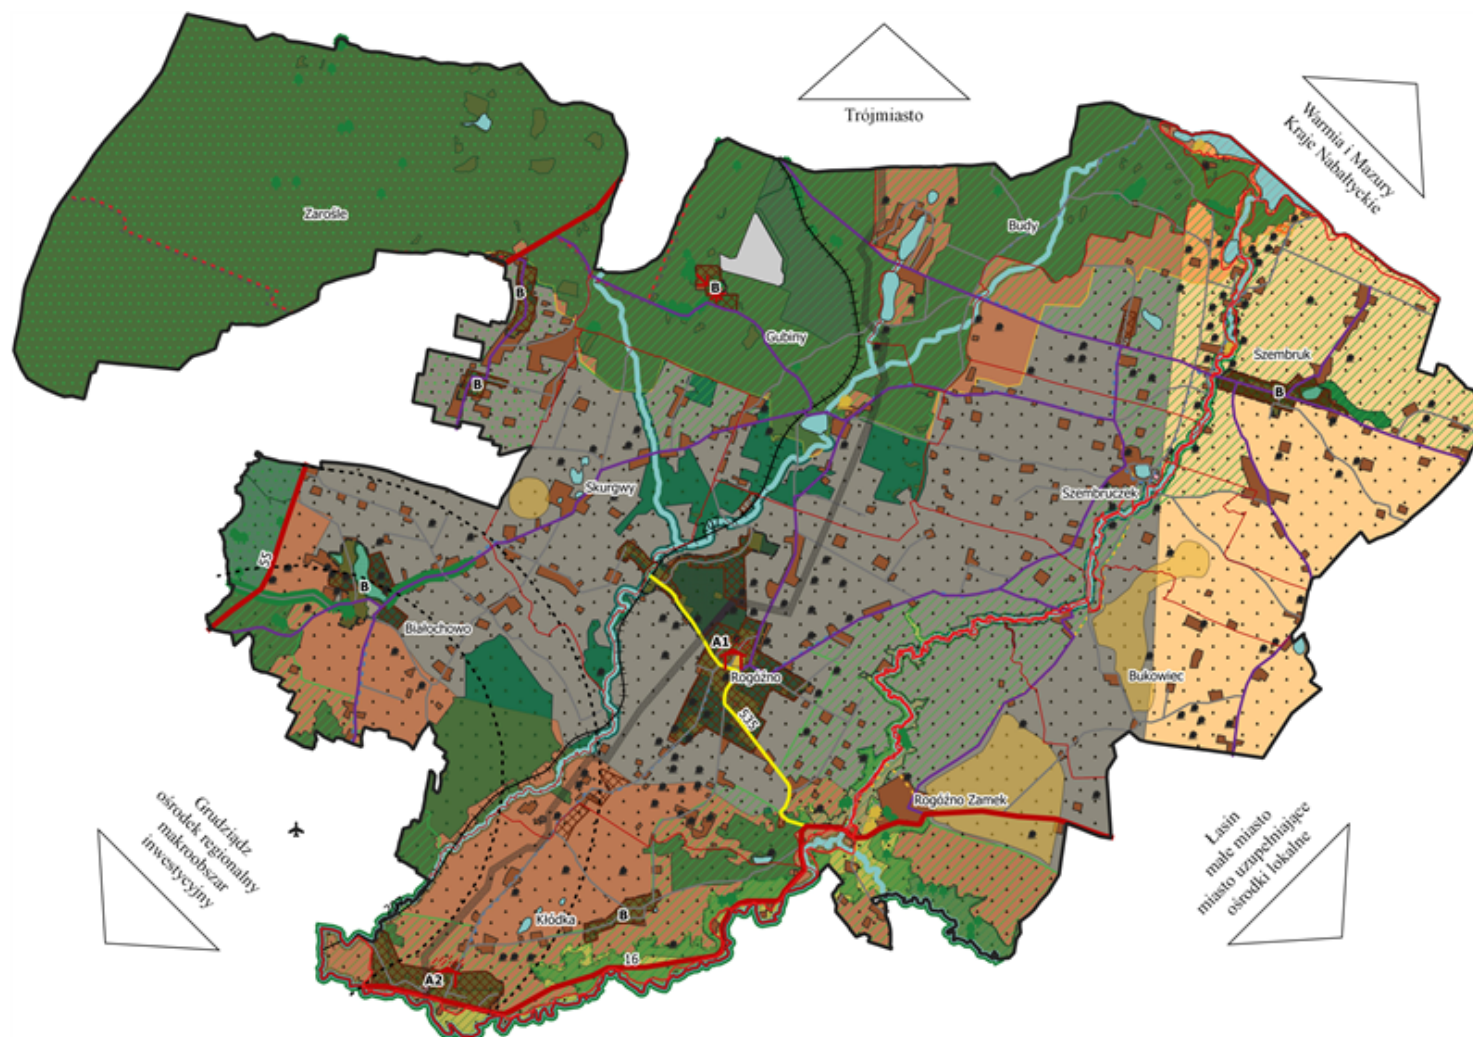 Trójmiasto
Warmia i Mazury
Kraje Nabałtyckie
Zarośle
Budy
B
B
Gubiny
Szembruk
B
B
Skurgwy
Szembruczek
55
B
Białochowo
A1
Rogóźno
Bukowiec
535
Rogóźno Zamek
Grudziądz
ośrodek regionalny
makroobszar
inwestycyjny
Łasin
małe miasto
miasto uzupełniające
ośrodki lokalne
Kłódka
B
16
A2